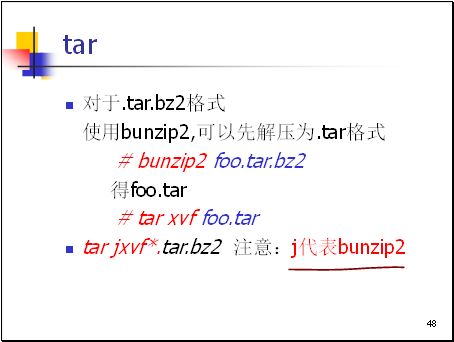 tar
对于.tar.bz2格式
使用bunzip2,可以先解压为.tar格式
# bunzip2 foo.tar.bz2
得foo.tar
# tar xvf foo.tar
tar jxvf*.tar.bz2 注意：j代表bunzip2
48